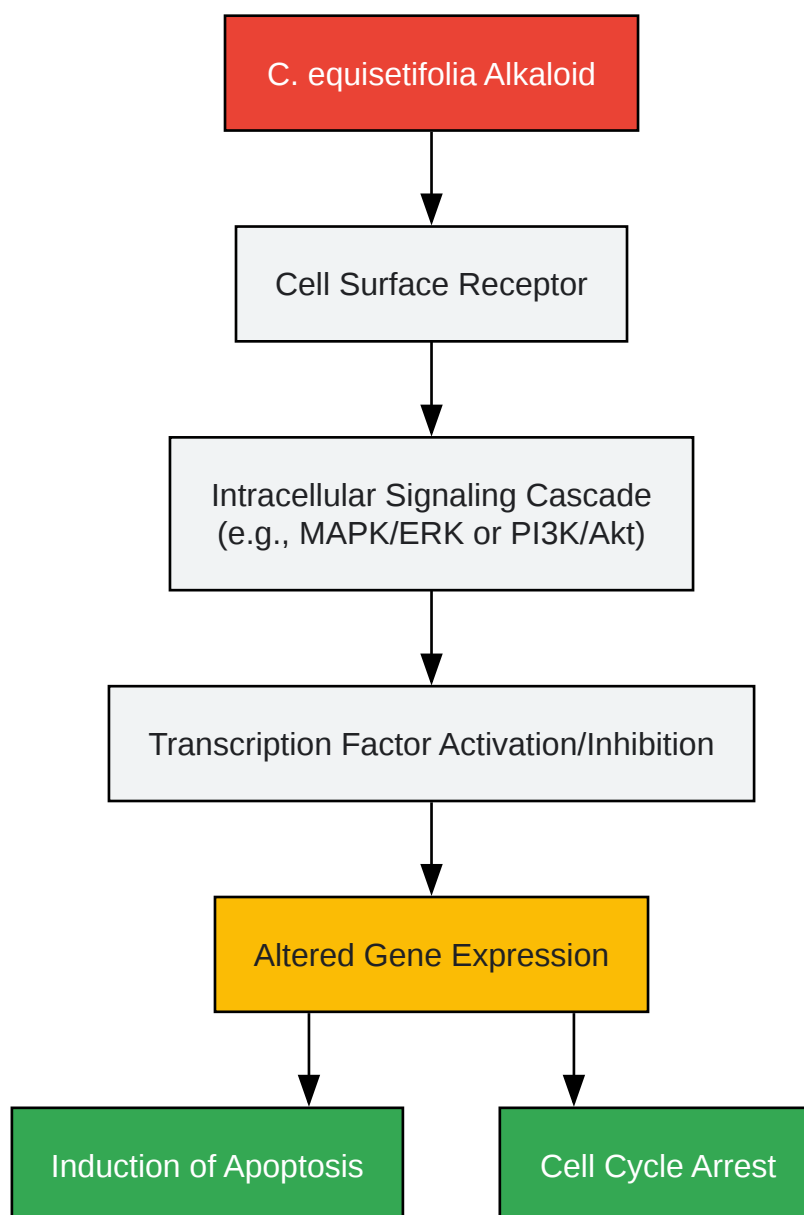 C. equisetifolia Alkaloid
Cell Surface Receptor
Intracellular Signaling Cascade
(e.g., MAPK/ERK or PI3K/Akt)
Transcription Factor Activation/Inhibition
Altered Gene Expression
Induction of Apoptosis
Cell Cycle Arrest